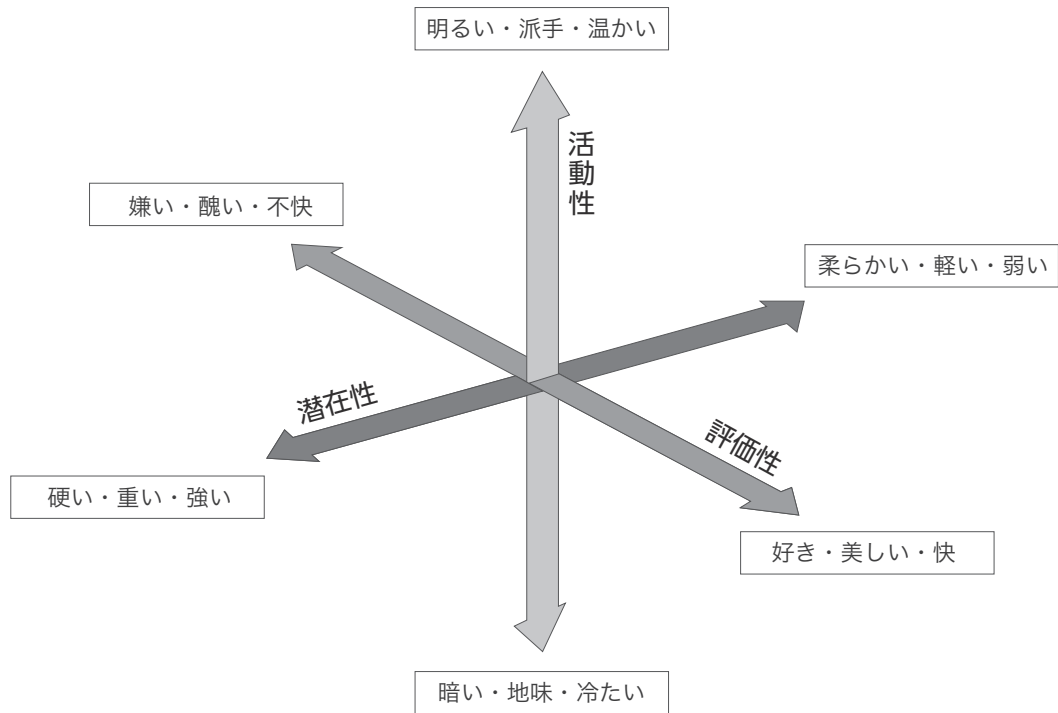 明るい・派手・温かい
活動性
嫌い・醜い・不快
柔らかい・軽い・弱い
潜在性
評価性
硬い・重い・強い
好き・美しい・快
暗い・地味・冷たい